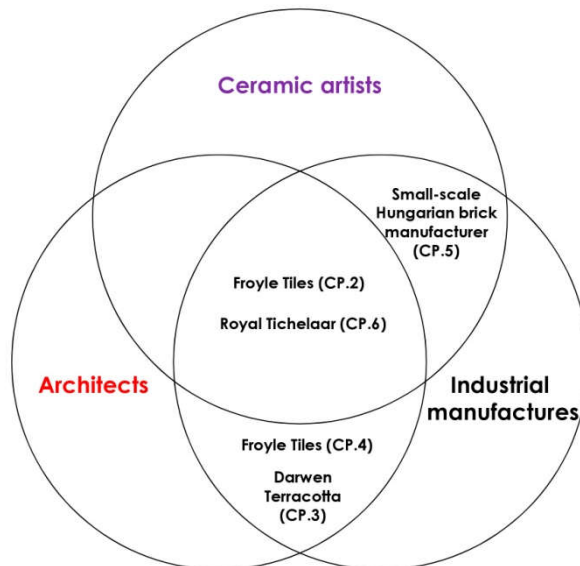 Ceramic artists
Small-scale
Hungarian brick
manufacturer
(CP.5)
Froyle Tiles (CP.2)
Royal Tichelaar (CP.6)
Architects
Industrial
manufactures
Froyle Tiles (CP.4)
Darwen
Terracotta
(CP.3)